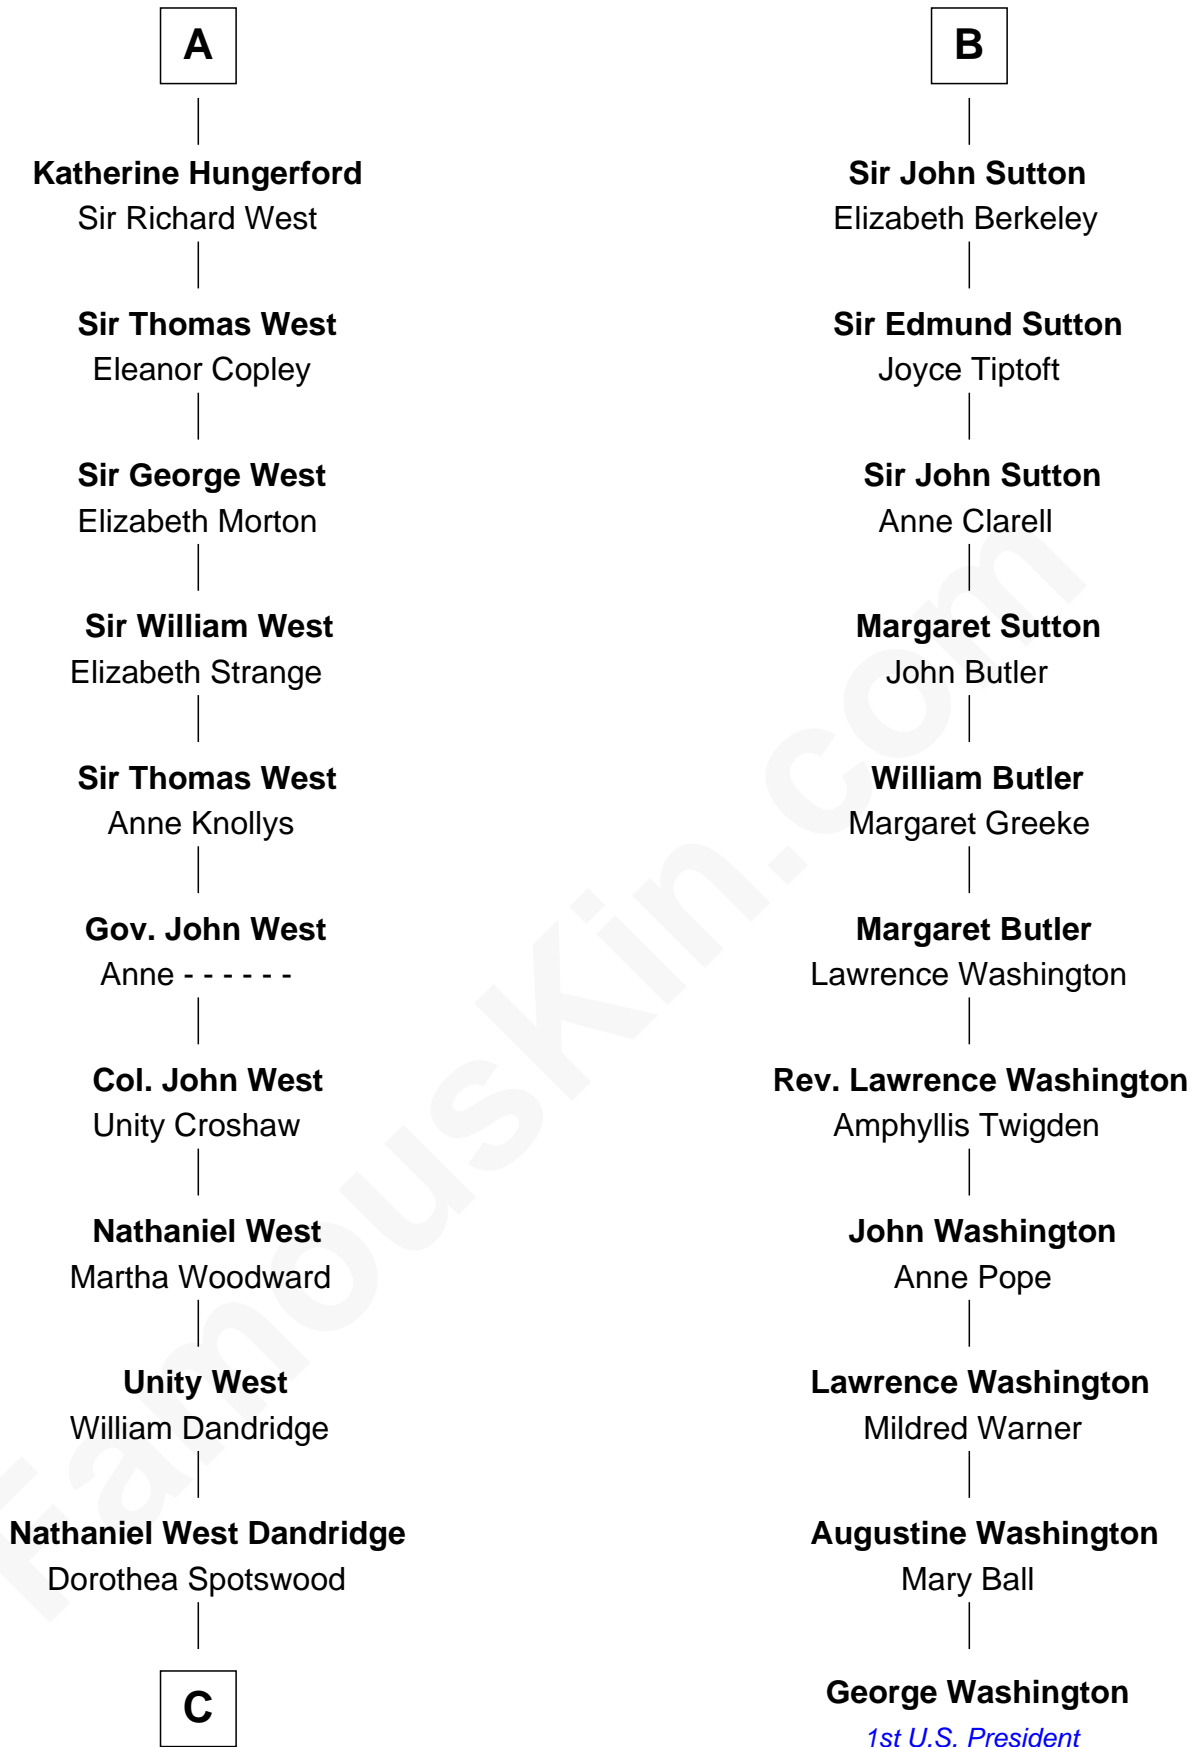 A
Katherine Hungerford
Sir Richard West
Sir Thomas West
Eleanor Copley
Sir George West
Elizabeth Morton
Sir William West
Elizabeth Strange
Sir Thomas West
Anne Knollys
Gov. John West
Anne - - - - - -
Col. John West
Unity Croshaw
Nathaniel West
Martha Woodward
Unity West
William Dandridge
Nathaniel West Dandridge
Dorothea Spotswood
C
B
Sir John Sutton
Elizabeth Berkeley
Sir Edmund Sutton
Joyce Tiptoft
Sir John Sutton
Anne Clarell
Margaret Sutton
John Butler
William Butler
Margaret Greeke
Margaret Butler
Lawrence Washington
Rev. Lawrence Washington
Amphyllis Twigden
John Washington
Anne Pope
Lawrence Washington
Mildred Warner
Augustine Washington
Mary Ball
George Washington
1st U.S. President
FamousKin.com